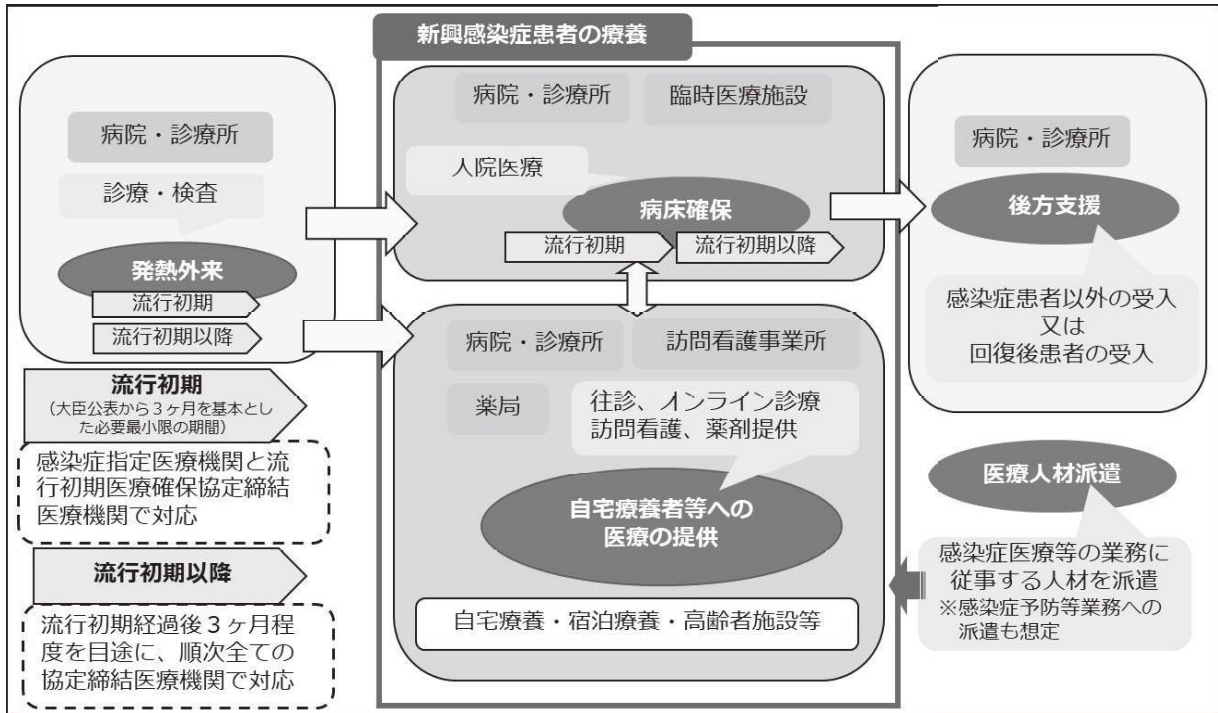 新興感染症患者の療養
病院・診療所
診療・検査
発熱外来
流行初期
流行初期以降
流行初期
（大臣公表から３ヶ月を基本とし
た必要最小限の期間）
感染症指定医療機関と流
行初期医療確保協定締結
医療機関で対応
流行初期以降
流行初期経過後３ヶ月程
度を目途に、順次全ての
協定締結医療機関で対応
病院・診療所
臨時医療施設
入院医療
病床確保
流行初期
流行初期以降
病院・診療所
訪問看護事業所
薬局
往診、オンライン診療
訪問看護、薬剤提供
自宅療養者等への
医療の提供
自宅療養・宿泊療養・高齢者施設等
病院・診療所
後方支援
感染症患者以外の受入
又は
回復後患者の受入
医療人材派遣
感染症医療等の業務に
従事する人材を派遣
※感染症予防等業務への
派遣も想定